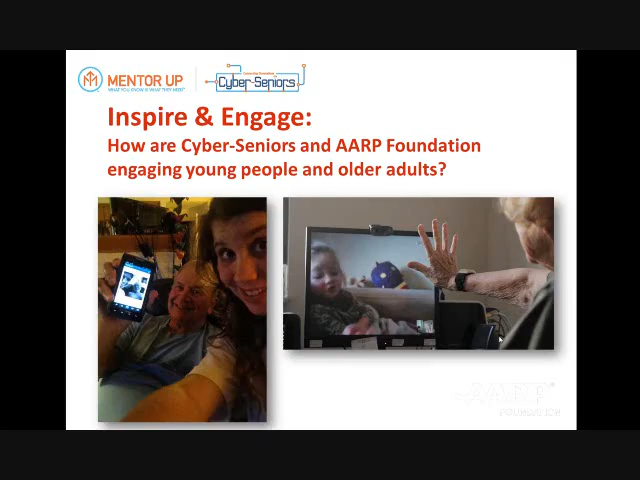 MENTOR UP
WHAT YOU KNOW IS WHAT THEY NEED
Cyber-Seniors
Inspire & Engage:
How are Cyber-Seniors and AARP Foundation
engaging young people and older adults?
AARP
FOUNDATION